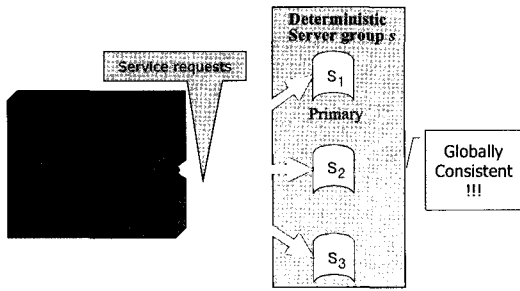 Deterministic
Server group s
Service requests
S1
Primary
S2
Globally
Consistent
!!!
S3